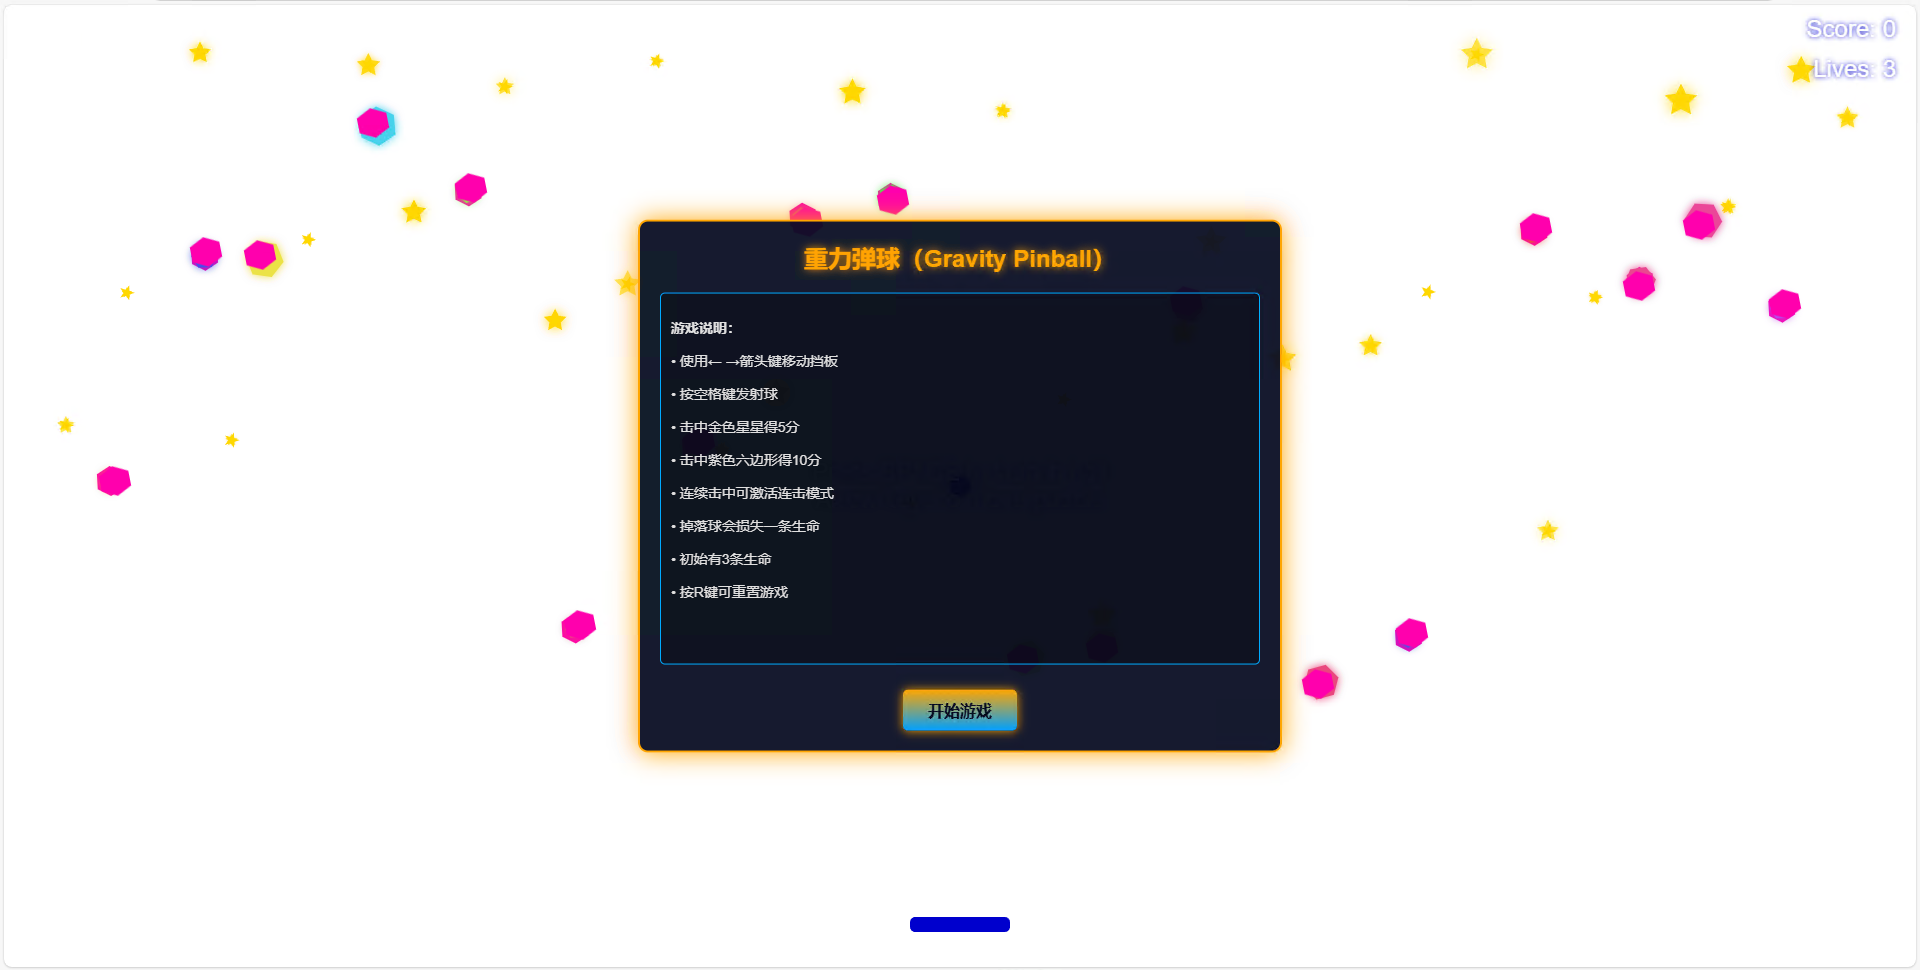 Score: 0
Lives: 3
重力弹球（Gravity Pinball）
游戏说明：
• 使用← →箭头键移动挡板
• 按空格键发射球
• 击中金色星星得5分
• 击中紫色六边形得10分
• 连续击中可激活连击模式
• 掉落球会损失一条生命
• 初始有3条生命
• 按R键可重置游戏
开始游戏